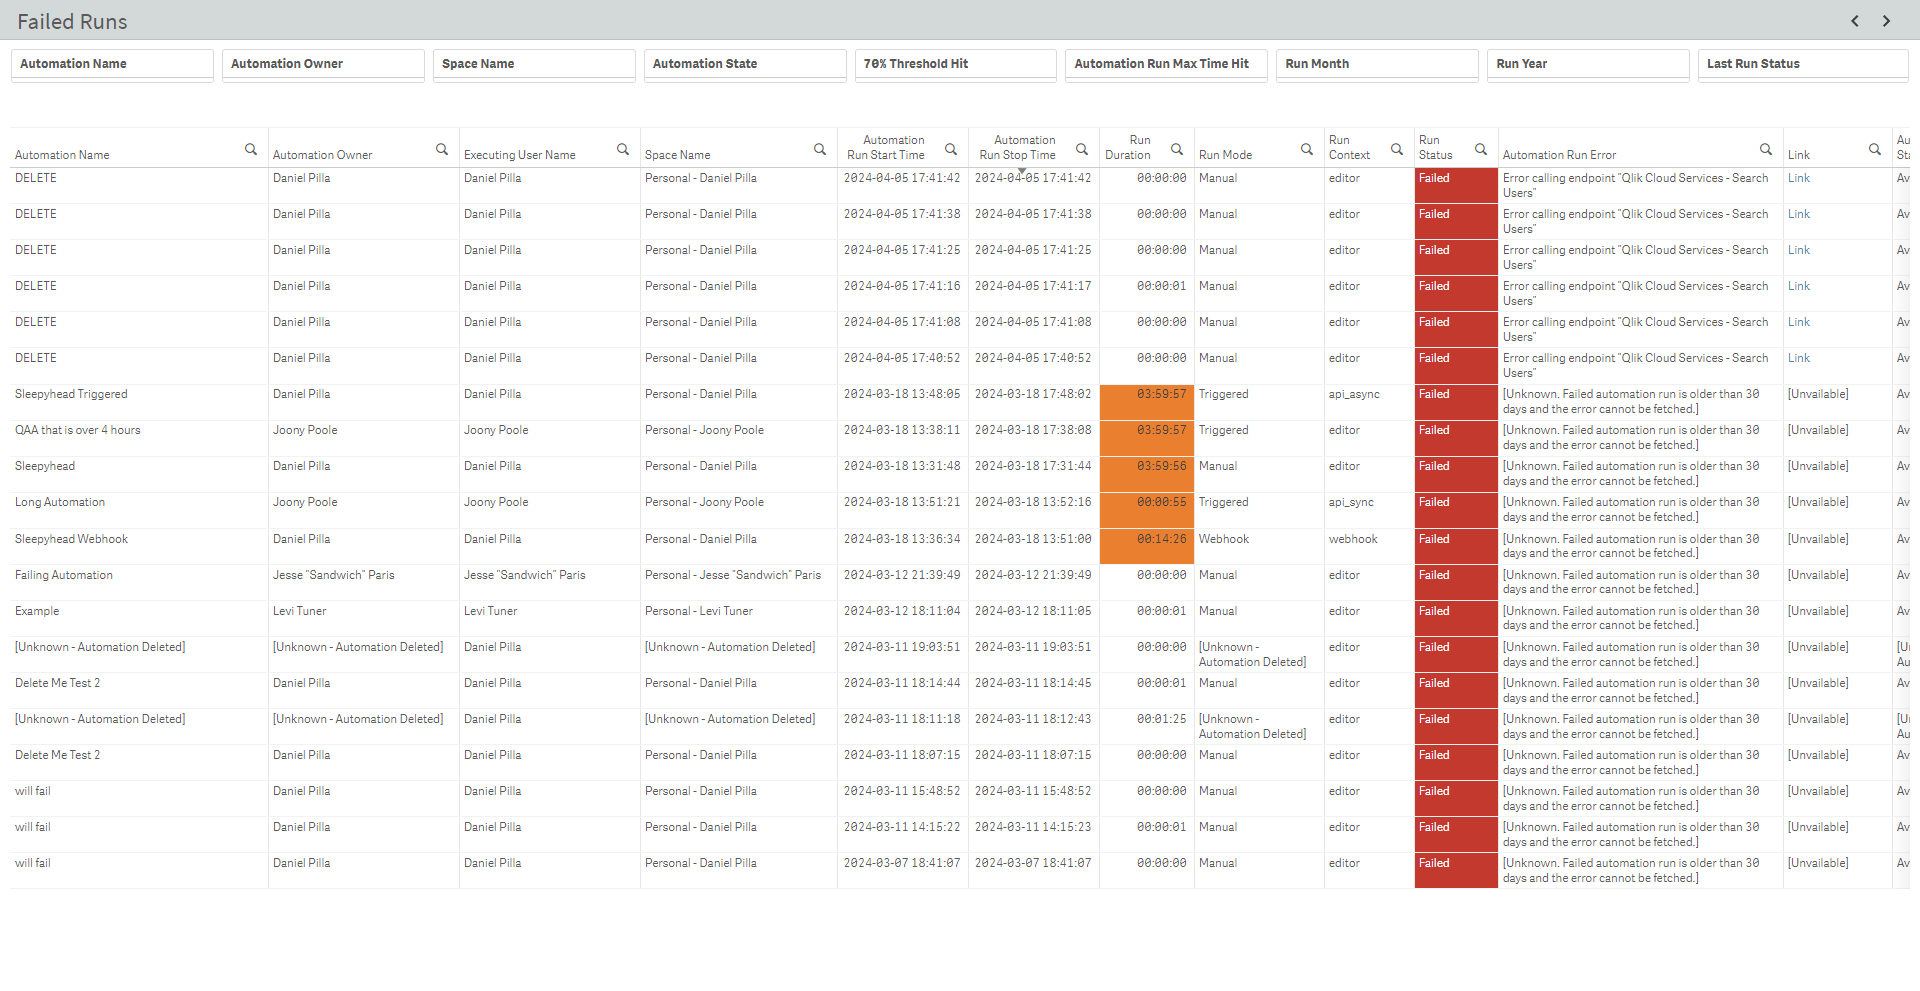 Failed Runs
Automation Name
Automation Owner
Space Name
Automation State
70% Threshold Hit
Automation Run Max Time Hit
Run Month
Run Year
Last Run Status
Automation Name Automation Owner Executing User Name Space Name Automation Run Start Time Automation Run Stop Time Run Duration Run Mode Run Context Run Status Automation Run Error Link Au Sta
DELETE Daniel Pilla Daniel Pilla Personal - Daniel Pilla 2024-04-05 17:41:42 2024-04-05 17:41:42 00:00:00 Manual editor Failed Error calling endpoint "Qlik Cloud Services - Search Users" Link Av
DELETE Daniel Pilla Daniel Pilla Personal - Daniel Pilla 2024-04-05 17:41:38 2024-04-05 17:41:38 00:00:00 Manual editor Failed Error calling endpoint "Qlik Cloud Services - Search Users" Link Av
DELETE Daniel Pilla Daniel Pilla Personal - Daniel Pilla 2024-04-05 17:41:25 2024-04-05 17:41:25 00:00:00 Manual editor Failed Error calling endpoint "Qlik Cloud Services - Search Users" Link Av
DELETE Daniel Pilla Daniel Pilla Personal - Daniel Pilla 2024-04-05 17:41:16 2024-04-05 17:41:17 00:00:01 Manual editor Failed Error calling endpoint "Qlik Cloud Services - Search Users" Link Av
DELETE Daniel Pilla Daniel Pilla Personal - Daniel Pilla 2024-04-05 17:41:08 2024-04-05 17:41:08 00:00:00 Manual editor Failed Error calling endpoint "Qlik Cloud Services - Search Users" Link Av
DELETE Daniel Pilla Daniel Pilla Personal - Daniel Pilla 2024-04-05 17:40:52 2024-04-05 17:40:52 00:00:00 Manual editor Failed Error calling endpoint "Qlik Cloud Services - Search Users" Link Av
Sleepyhead Triggered Daniel Pilla Daniel Pilla Personal - Daniel Pilla 2024-03-18 13:48:05 2024-03-18 17:48:02 03:59:57 Triggered api_async Failed [Unknown. Failed automation run is older than 30 days and the error cannot be fetched.] [Unvailable] Av
QAA that is over 4 hours Joony Poole Joony Poole Personal - Joony Poole 2024-03-18 13:38:11 2024-03-18 17:38:08 03:59:57 Triggered editor Failed [Unknown. Failed automation run is older than 30 days and the error cannot be fetched.] [Unvailable] Av
Sleepyhead Daniel Pilla Daniel Pilla Personal - Daniel Pilla 2024-03-18 13:31:48 2024-03-18 17:31:44 03:59:56 Manual editor Failed [Unknown. Failed automation run is older than 30 days and the error cannot be fetched.] [Unvailable] Av
Long Automation Joony Poole Joony Poole Personal - Joony Poole 2024-03-18 13:51:21 2024-03-18 13:52:16 00:00:55 Triggered api_sync Failed [Unknown. Failed automation run is older than 30 days and the error cannot be fetched.] [Unvailable] Av
Sleepyhead Webhook Daniel Pilla Daniel Pilla Personal - Daniel Pilla 2024-03-18 13:36:34 2024-03-18 13:51:00 00:14:26 Webhook webhook Failed [Unknown. Failed automation run is older than 30 days and the error cannot be fetched.] [Unvailable] Av
Failing Automation Jesse "Sandwich" Paris Jesse "Sandwich" Paris Personal - Jesse "Sandwich" Paris 2024-03-12 21:39:49 2024-03-12 21:39:49 00:00:00 Manual editor Failed [Unknown. Failed automation run is older than 30 days and the error cannot be fetched.] [Unvailable] Av
Example Levi Tuner Levi Tuner Personal - Levi Tuner 2024-03-12 18:11:04 2024-03-12 18:11:05 00:00:01 Manual editor Failed [Unknown. Failed automation run is older than 30 days and the error cannot be fetched.] [Unvailable] Av
[Unknown - Automation Deleted] [Unknown - Automation Deleted] Daniel Pilla [Unknown - Automation Deleted] 2024-03-11 19:03:51 2024-03-11 19:03:51 00:00:00 [Unknown - Automation Deleted] editor Failed [Unknown. Failed automation run is older than 30 days and the error cannot be fetched.] [Unvailable] [U Au
Delete Me Test 2 Daniel Pilla Daniel Pilla Personal - Daniel Pilla 2024-03-11 18:14:44 2024-03-11 18:14:45 00:00:01 Manual editor Failed [Unknown. Failed automation run is older than 30 days and the error cannot be fetched.] [Unvailable] Av
[Unknown - Automation Deleted] [Unknown - Automation Deleted] Daniel Pilla [Unknown - Automation Deleted] 2024-03-11 18:11:18 2024-03-11 18:12:43 00:01:25 [Unknown - Automation Deleted] editor Failed [Unknown. Failed automation run is older than 30 days and the error cannot be fetched.] [Unvailable] [U Au
Delete Me Test 2 Daniel Pilla Daniel Pilla Personal - Daniel Pilla 2024-03-11 18:07:15 2024-03-11 18:07:15 00:00:00 Manual editor Failed [Unknown. Failed automation run is older than 30 days and the error cannot be fetched.] [Unvailable] Av
will fail Daniel Pilla Daniel Pilla Personal - Daniel Pilla 2024-03-11 15:48:52 2024-03-11 15:48:52 00:00:00 Manual editor Failed [Unknown. Failed automation run is older than 30 days and the error cannot be fetched.] [Unvailable] Av
will fail Daniel Pilla Daniel Pilla Personal - Daniel Pilla 2024-03-11 14:15:22 2024-03-11 14:15:23 00:00:01 Manual editor Failed [Unknown. Failed automation run is older than 30 days and the error cannot be fetched.] [Unvailable] Av
will fail Daniel Pilla Daniel Pilla Personal - Daniel Pilla 2024-03-07 18:41:07 2024-03-07 18:41:07 00:00:00 Manual editor Failed [Unknown. Failed automation run is older than 30 days and the error cannot be fetched.] [Unvailable] Av